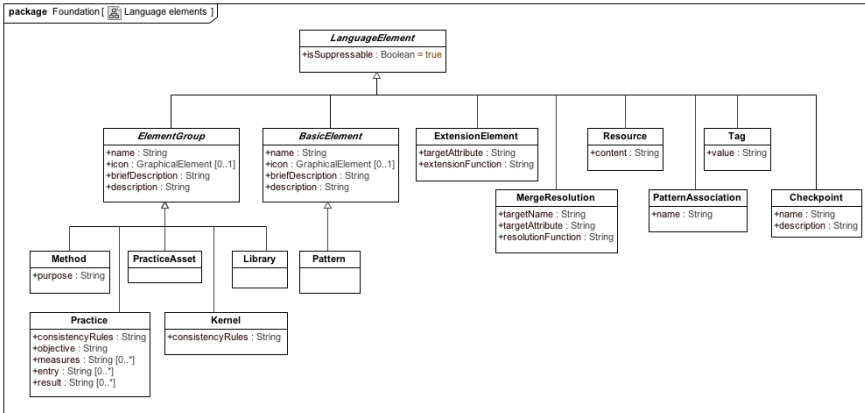 package Foundation [ Language elements ]
LanguageElement
+isSuppressable : Boolean = true
ElementGroup
+name : String
+icon : GraphicalElement [0..1]
+briefDescription : String
+description : String
BasicElement
+name : String
+icon : GraphicalElement [0..1]
+briefDescription : String
+description : String
ExtensionElement
+targetAttribute : String
+extensionFunction : String
Resource
+content : String
Tag
+value : String
MergeResolution
+targetName : String
+targetAttribute : String
+resolutionFunction : String
PatternAssociation
+name : String
Checkpoint
+name : String
+description : String
Method
+purpose : String
PracticeAsset
Library
Pattern
Practice
+consistencyRules : String
+objective : String
+measures : String [0..*]
+entry : String [0..*]
+result : String [0..*]
Kernel
+consistencyRules : String